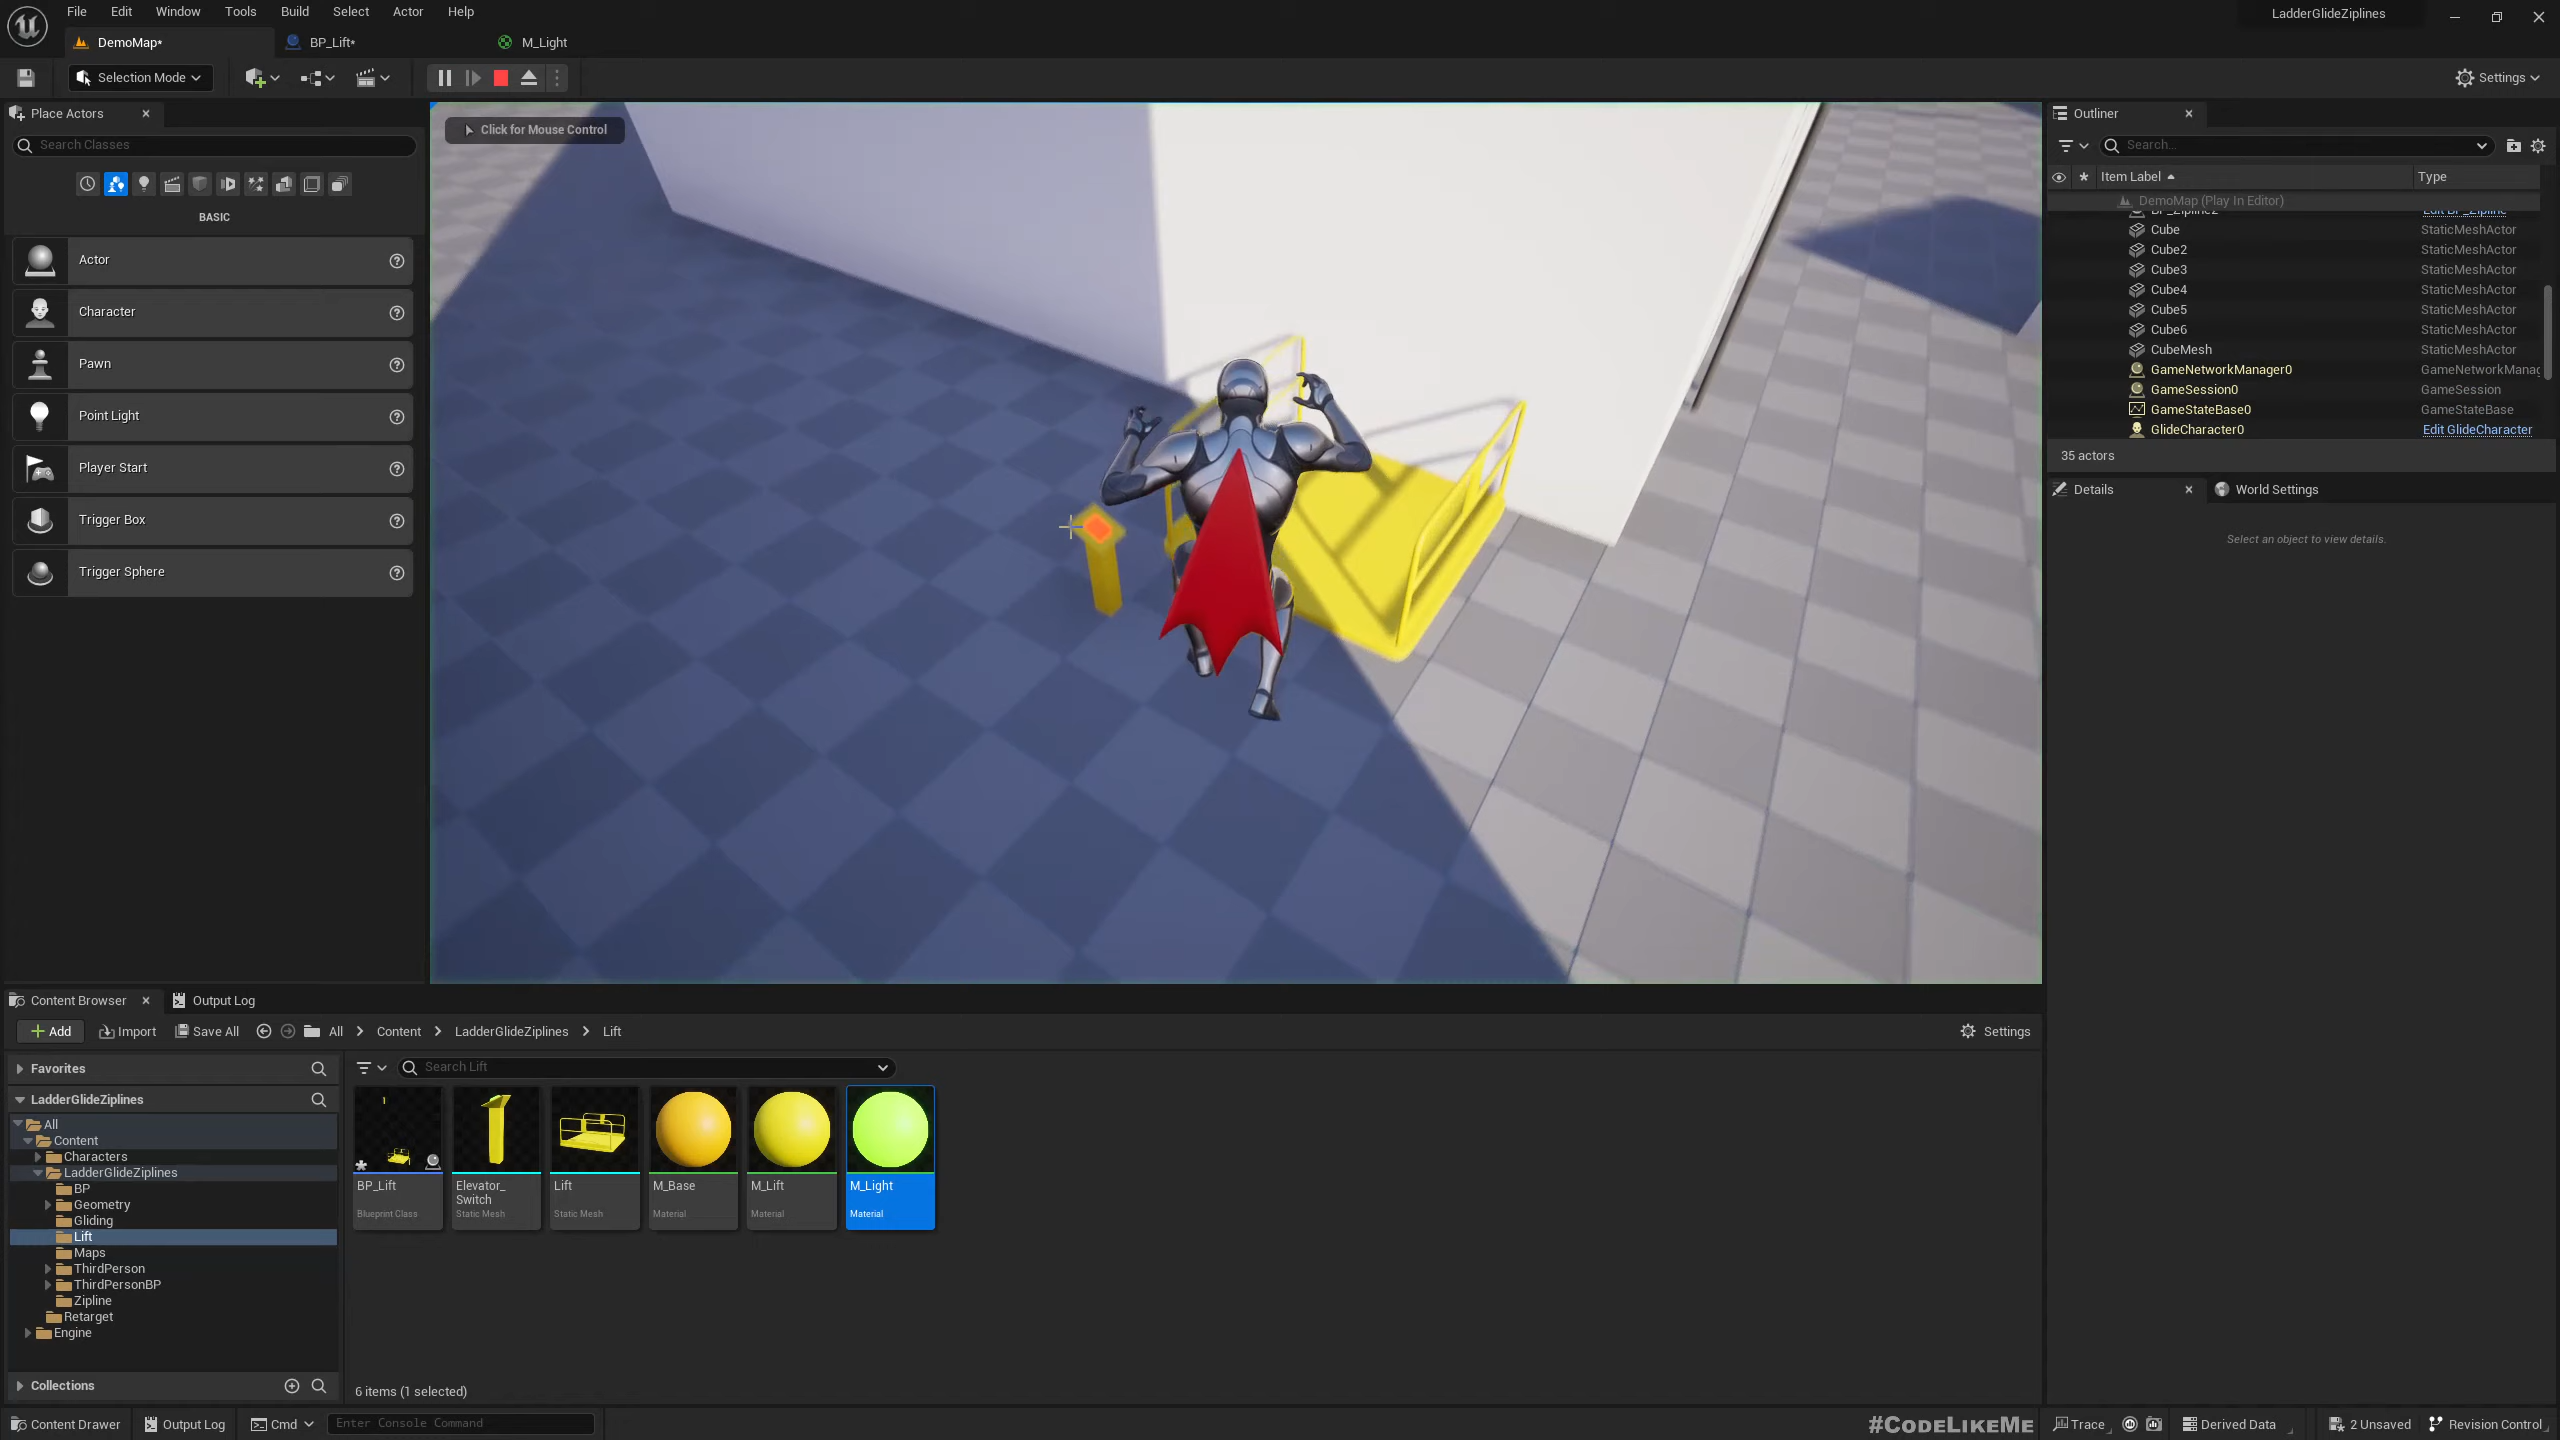 File Edit Window Tools Build Select Actor Help
LadderGlideZiplines
DemoMap*
BP_Lift*
M_Light
Selection Mode
Settings
Place Actors
Search Classes
BASIC
Actor
Character
Pawn
Point Light
Player Start
Trigger Box
Trigger Sphere
Click for Mouse Control
Outliner
Search...
Item Label Type
DemoMap (Play In Editor)
BP_Zipline2 Edit BP_Zipline
Cube StaticMeshActor
Cube2 StaticMeshActor
Cube3 StaticMeshActor
Cube4 StaticMeshActor
Cube5 StaticMeshActor
Cube6 StaticMeshActor
CubeMesh StaticMeshActor
GameNetworkManager0 GameNetworkManag
GameSession0 GameSession
GameStateBase0 GameStateBase
GlideCharacter0 Edit GlideCharacter
35 actors
Details
World Settings
Select an object to view details.
Content Browser
Output Log
Add Import Save All All > Content > LadderGlideZiplines > Lift
Settings
Favorites
LadderGlideZiplines
All
Content
Characters
LadderGlideZiplines
BP
Geometry
Gliding
Lift
Maps
ThirdPerson
ThirdPersonBP
Zipline
Retarget
Engine
Collections
Search Lift
BP_Lift
Blueprint Class
Elevator_
Switch
Static Mesh
Lift
Static Mesh
M_Base
Material
M_Lift
Material
M_Light
Material
6 items (1 selected)
Content Drawer
Output Log
Cmd
Enter Console Command
#CodeLikeMe
Trace
Derived Data
2 Unsaved
Revision Control